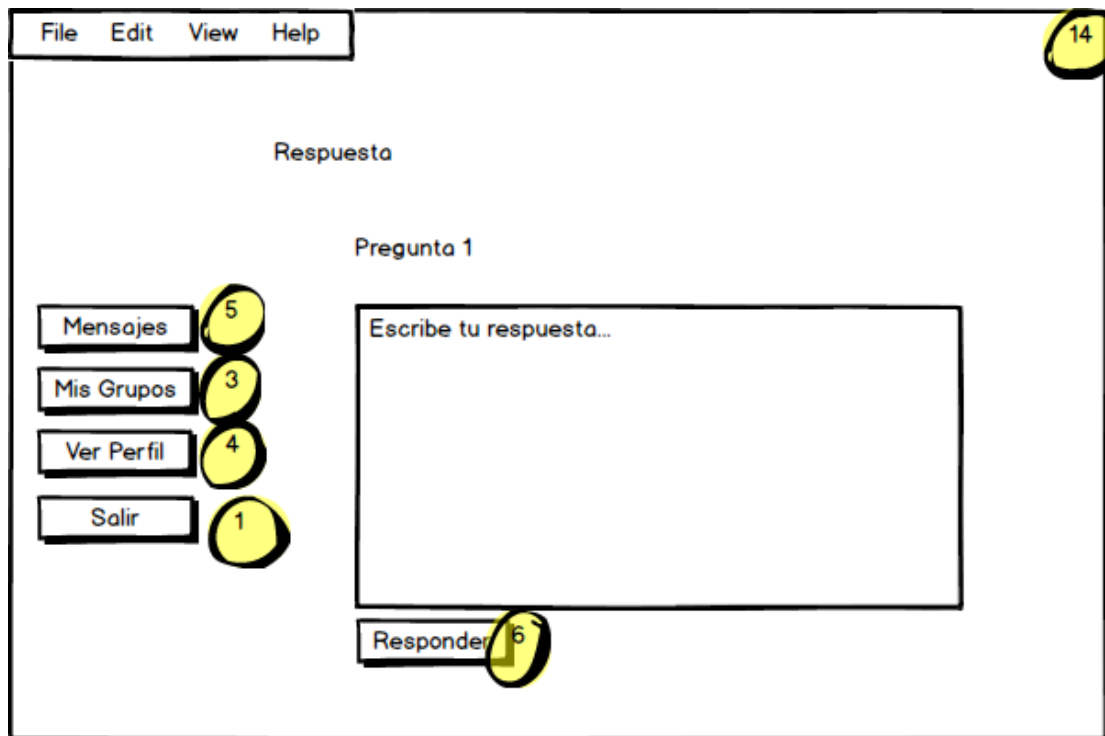 File Edit View Help
14
Respuesta
Pregunta 1
Mensajes 5
Mis Grupos 3
Ver Perfil 4
Salir 1
Escribe tu respuesta...
Responder 6